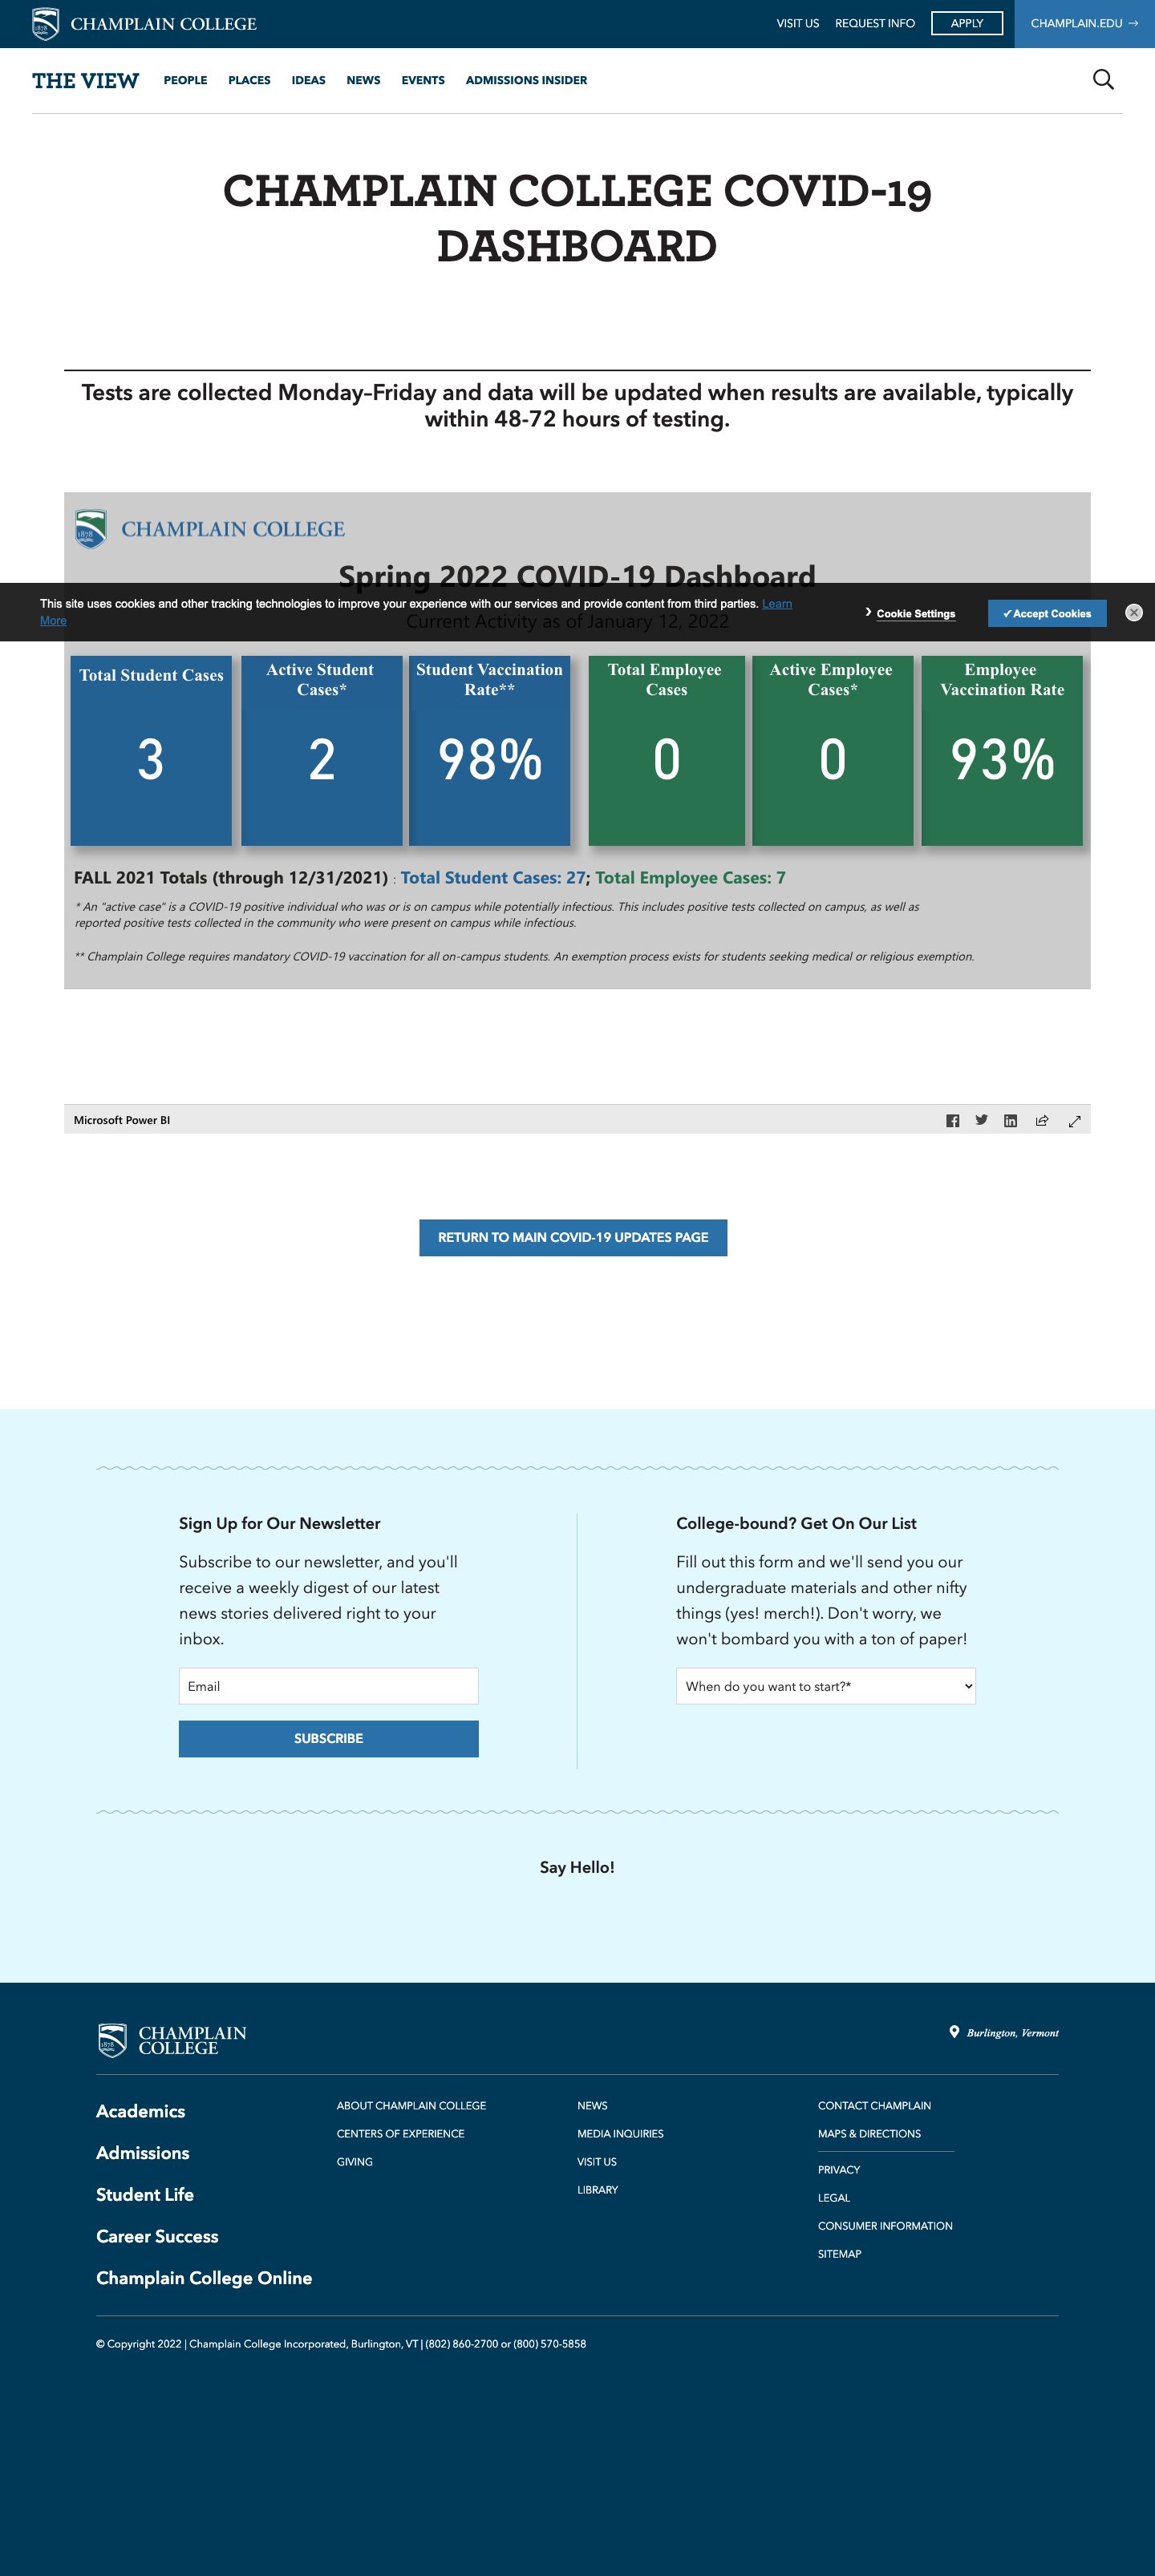 CHAMPLAIN COLLEGE
VISIT US
REQUEST INFO
APPLY
CHAMPLAIN.EDU →
THE VIEW
PEOPLE
PLACES
IDEAS
NEWS
EVENTS
ADMISSIONS INSIDER
CHAMPLAIN COLLEGE COVID-19
DASHBOARD
Tests are collected Monday–Friday and data will be updated when results are available, typically
within 48-72 hours of testing.
1878
CHAMPLAIN COLLEGE
Spring 2022 COVID-19 Dashboard
This site uses cookies and other tracking technologies to improve your experience with our services and provide content from third parties. Learn
More
Cookie Settings
✔Accept Cookies
Current Activity as of January 12, 2022
Total Student Cases
3
Active Student
Cases*
2
Student Vaccination
Rate**
98%
Total Employee
Cases
0
Active Employee
Cases*
0
Employee
Vaccination Rate
93%
FALL 2021 Totals (through 12/31/2021) : Total Student Cases: 27; Total Employee Cases: 7
* An "active case" is a COVID-19 positive individual who was or is on campus while potentially infectious. This includes positive tests collected on campus, as well as
reported positive tests collected in the community who were present on campus while infectious.
** Champlain College requires mandatory COVID-19 vaccination for all on-campus students. An exemption process exists for students seeking medical or religious exemption.
Microsoft Power BI
RETURN TO MAIN COVID-19 UPDATES PAGE
Sign Up for Our Newsletter
Subscribe to our newsletter, and you'll
receive a weekly digest of our latest
news stories delivered right to your
inbox.
Email
SUBSCRIBE
College-bound? Get On Our List
Fill out this form and we'll send you our
undergraduate materials and other nifty
things (yes! merch!). Don't worry, we
won't bombard you with a ton of paper!
When do you want to start?*
Say Hello!
CHAMPLAIN
COLLEGE
Burlington, Vermont
Academics
Admissions
Student Life
Career Success
Champlain College Online
ABOUT CHAMPLAIN COLLEGE
CENTERS OF EXPERIENCE
GIVING
NEWS
MEDIA INQUIRIES
VISIT US
LIBRARY
CONTACT CHAMPLAIN
MAPS & DIRECTIONS
PRIVACY
LEGAL
CONSUMER INFORMATION
SITEMAP
© Copyright 2022 | Champlain College Incorporated, Burlington, VT | (802) 860-2700 or (800) 570-5858